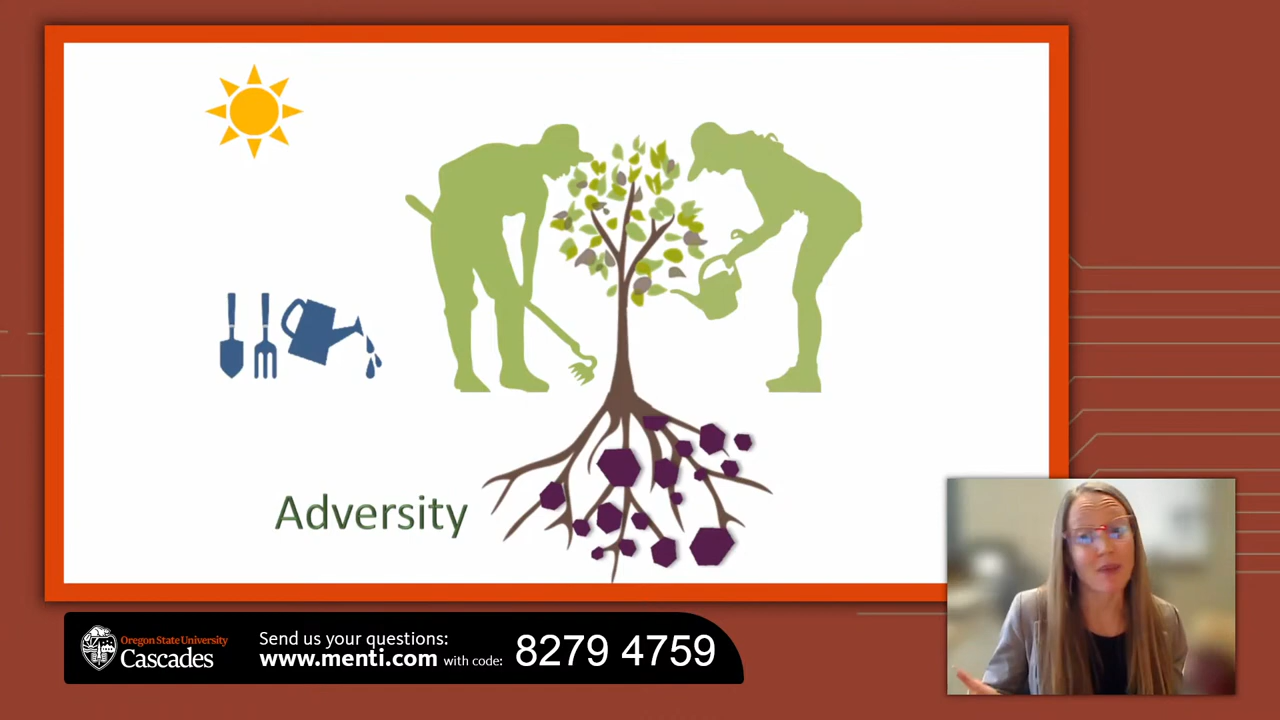 Adversity
Oregon State University
Cascades
Send us your questions:
www.menti.com with code:
8279 4759